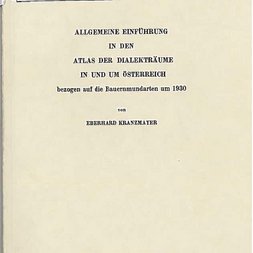 ALLGEMEINE EINFÜHRUNG
IN DEN
ATLAS DER DIALEKTRÄUME
IN UND UM ÖSTERREICH
bezogen auf die Bauernmundarten um 1930
von
EBERHARD KRANZMAYER